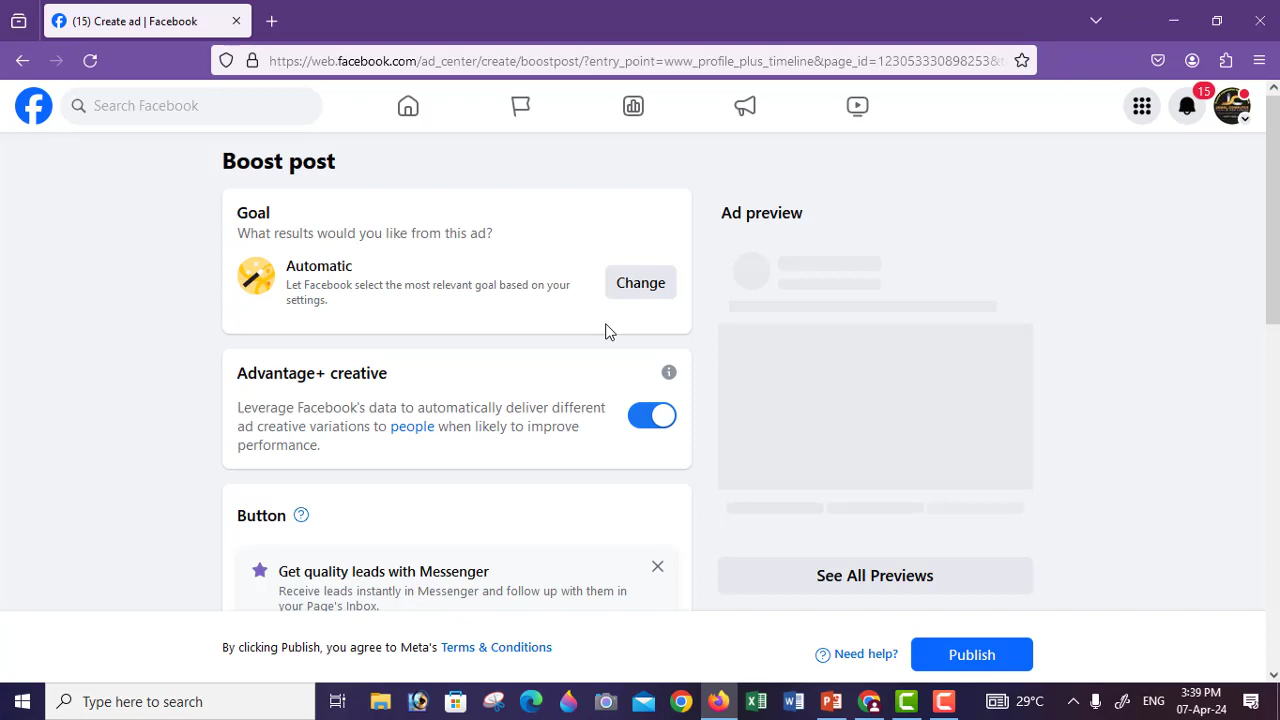 (15) Create ad | Facebook
https://web.facebook.com/ad_center/create/boostpost/?entry_point=www_profile_plus_timeline&page_id=123053330898253&t
Search Facebook
15
Boost post
Goal
What results would you like from this ad?
Automatic
Let Facebook select the most relevant goal based on your
settings.
Change
Ad preview
Advantage+ creative
Leverage Facebook's data to automatically deliver different
ad creative variations to people when likely to improve
performance.
Button
Get quality leads with Messenger
Receive leads instantly in Messenger and follow up with them in
your Page's Inbox.
See All Previews
By clicking Publish, you agree to Meta's Terms & Conditions
Need help?
Publish
Type here to search
29°C
ENG
3:39 PM
07-Apr-24